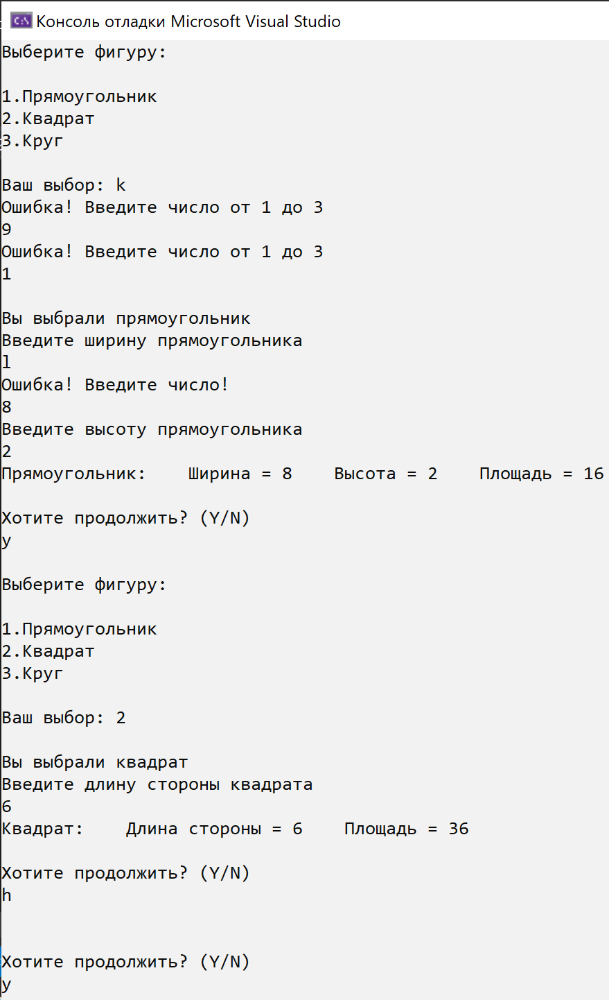 Консоль отладки Microsoft Visual Studio
Выберите фигуру:
1.Прямоугольник
2.Квадрат
3.Круг
Ваш выбор: k
Ошибка! Введите число от 1 до 3
9
Ошибка! Введите число от 1 до 3
1
Вы выбрали прямоугольник
Введите ширину прямоугольника
l
Ошибка! Введите число!
8
Введите высоту прямоугольника
2
Прямоугольник:    Ширина = 8    Высота = 2    Площадь = 16
Хотите продолжить? (Y/N)
y
Выберите фигуру:
1.Прямоугольник
2.Квадрат
3.Круг
Ваш выбор: 2
Вы выбрали квадрат
Введите длину стороны квадрата
6
Квадрат:    Длина стороны = 6    Площадь = 36
Хотите продолжить? (Y/N)
h
Хотите продолжить? (Y/N)
y